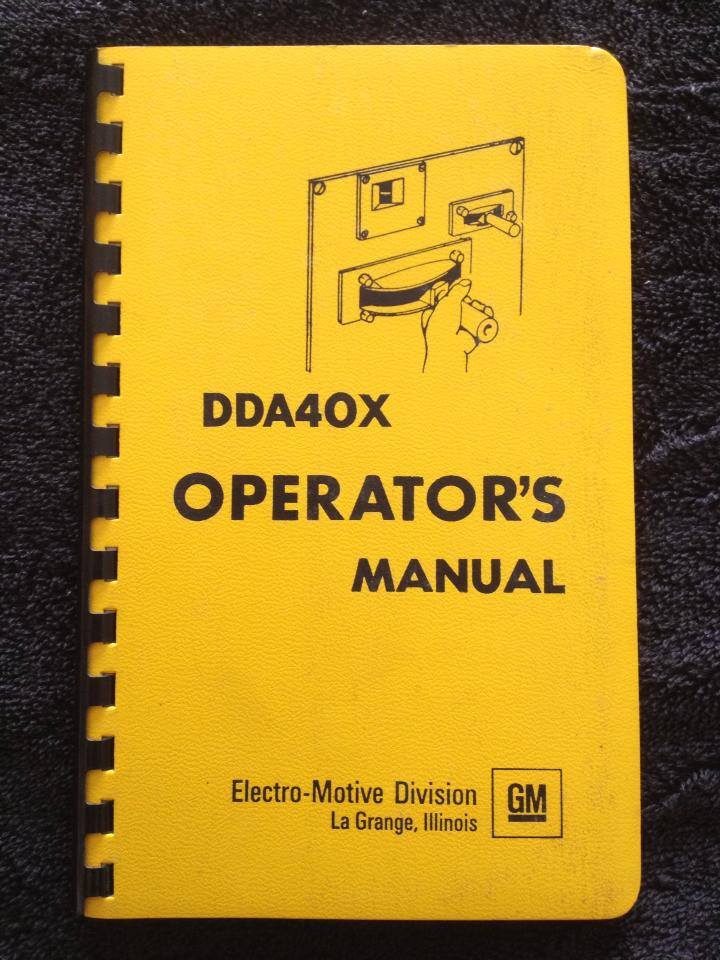 DDA40X
OPERATOR'S
MANUAL
Electro-Motive Division
La Grange, Illinois
GM